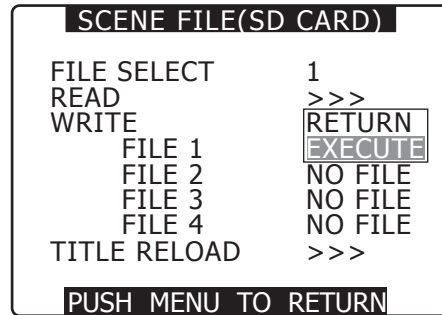 SCENE FILE(SD CARD)
FILE SELECT 1
READ >>>
WRITE RETURN
FILE 1 EXECUTE
FILE 2 NO FILE
FILE 3 NO FILE
FILE 4 NO FILE
TITLE RELOAD >>>
PUSH MENU TO RETURN